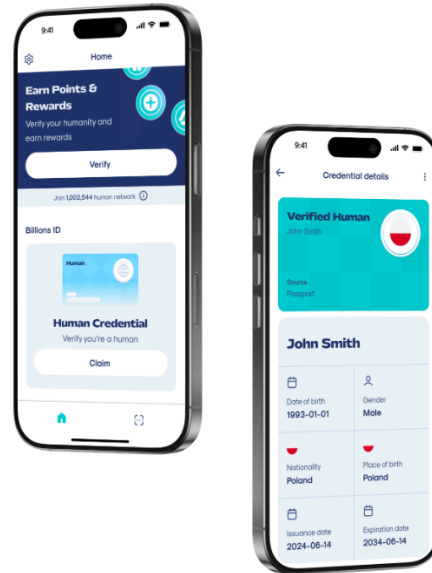 9:41
Home
Earn Points &
Rewards
Verify your humanity and
earn rewards
Verify
Join 1,002,544 human network
Billions ID
Human
Human Credential
Verify you're a human
Claim
9:41
Credential details
Verified Human
John Smith
Source
Passport
John Smith
Date of birth
1993-01-01
Gender
Male
Nationality
Poland
Place of birth
Poland
Issuance date
2024-06-14
Expiration date
2034-06-14